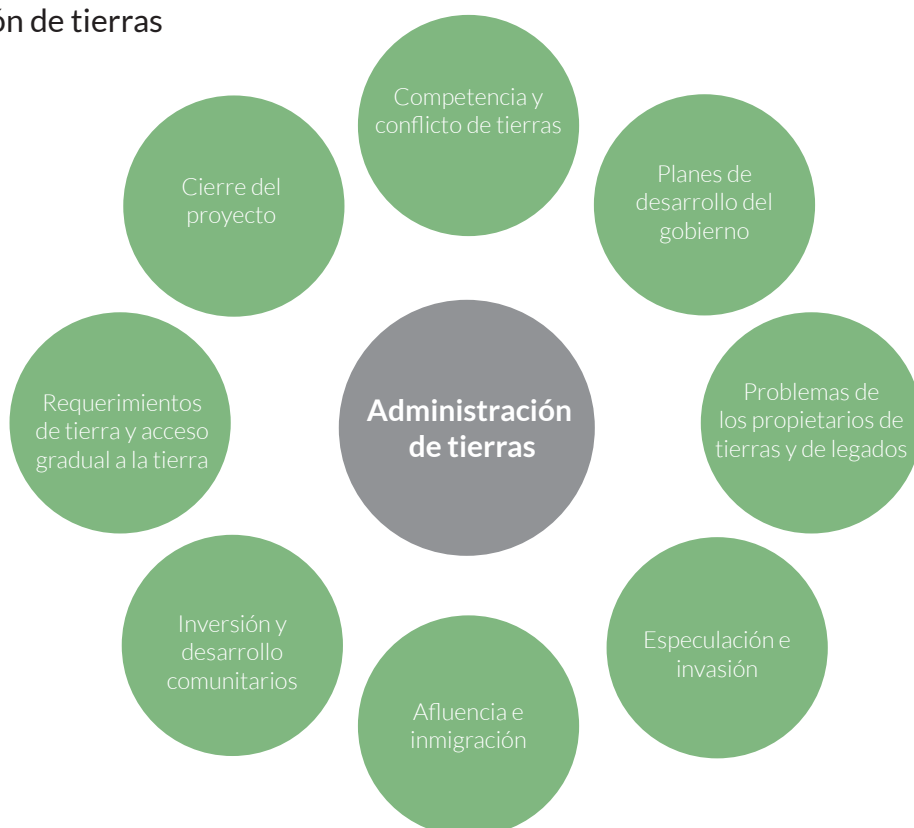 ón de tierras
Competencia y
conflicto de tierras
Planes de
desarrollo del
gobierno
Problemas de
los propietarios de
tierras y de legados
Especulación e
invasión
Afluencia e
inmigración
Inversión y
desarrollo
comunitarios
Requerimientos
de tierra y acceso
gradual a la tierra
Cierre del
proyecto
Administración
de tierras